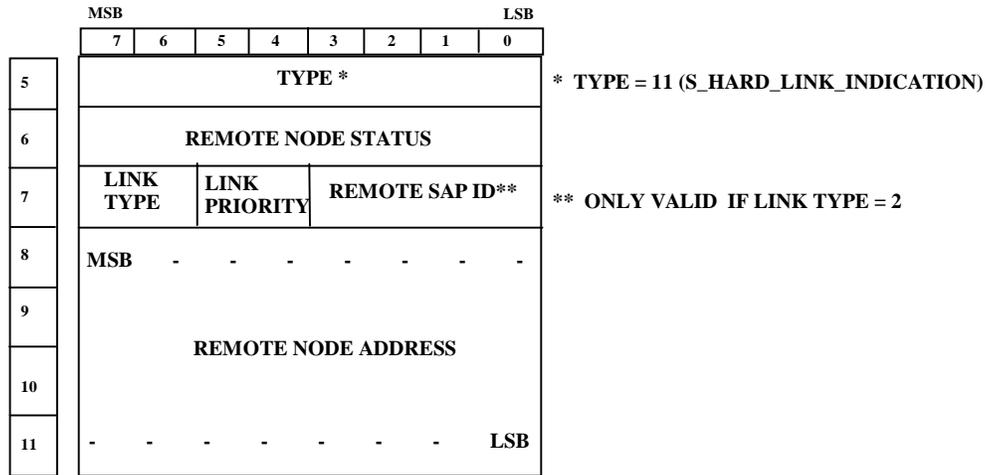 MSB LSB
7 6 5 4 3 2 1 0
5 TYPE * * TYPE = 11 (S_HARD_LINK_INDICATION)
6 REMOTE NODE STATUS
7 LINK TYPE LINK PRIORITY REMOTE SAP ID** ** ONLY VALID IF LINK TYPE = 2
8 MSB - - - - - - -
9
REMOTE NODE ADDRESS
10
11 - - - - - - - LSB